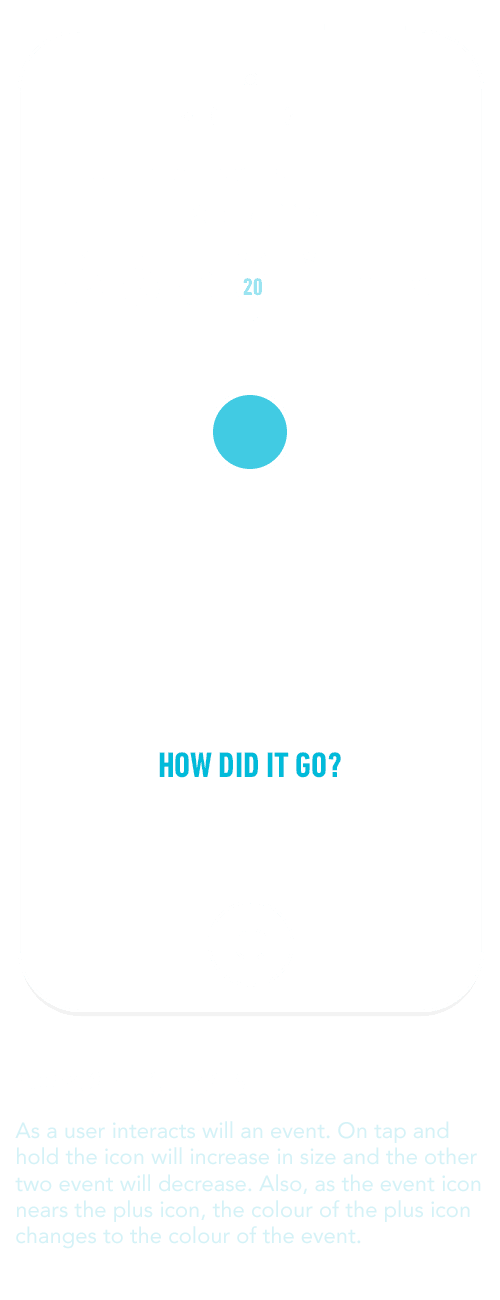 20
HOW DID IT GO?
As a user interacts will an event. On tap and
hold the icon will increase in size and the other
two event will decrease. Also, as the event icon
nears the plus icon, the colour of the plus icon
changes to the colour of the event.